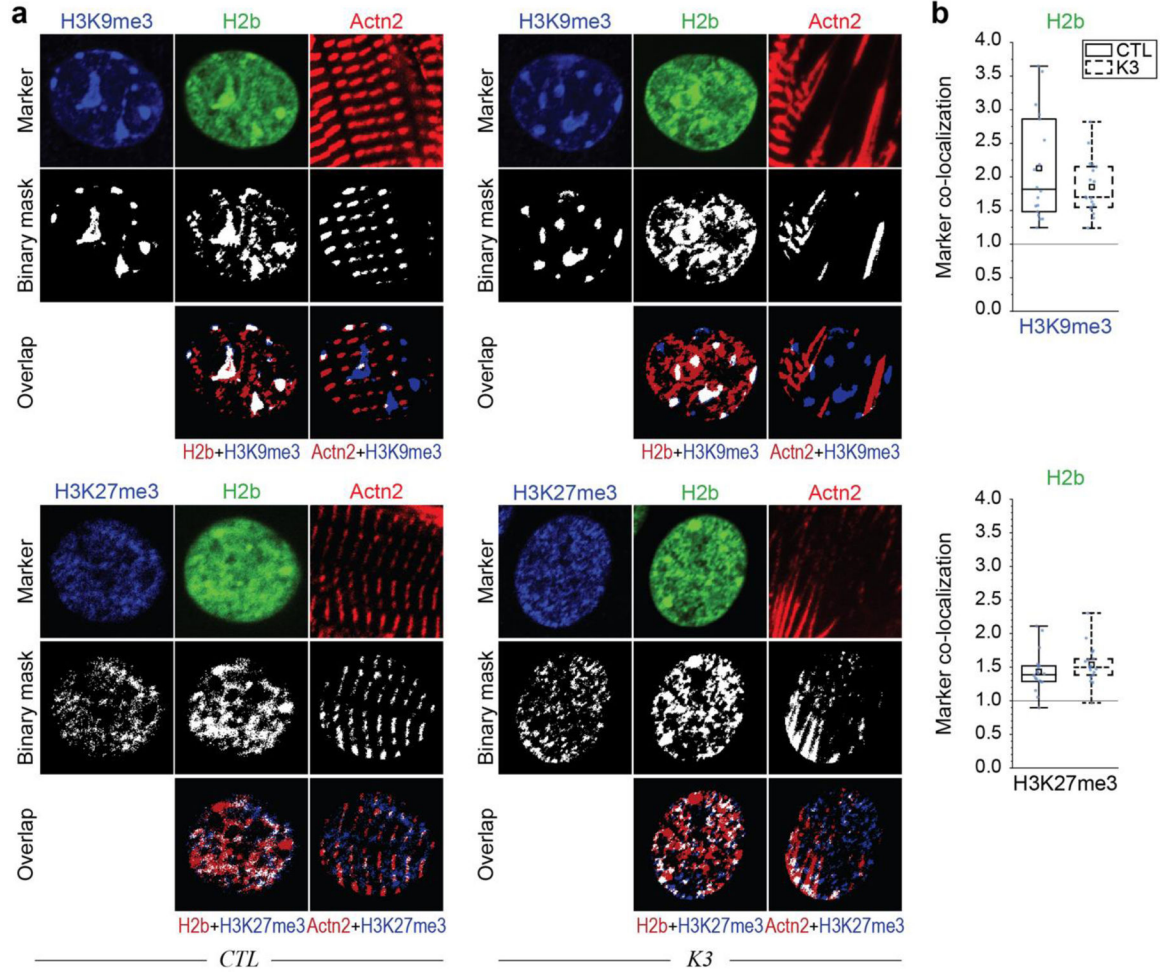 a
H3K9me3 H2b Actn2
Marker
Binary mask
Overlap
H2b+H3K9me3 Actn2+H3K9me3
H3K9me3 H2b Actn2
Marker
Binary mask
Overlap
H2b+H3K9me3 Actn2+H3K9me3
H3K27me3 H2b Actn2
Marker
Binary mask
Overlap
H2b+H3K27me3 Actn2+H3K27me3
CTL
H3K27me3 H2b Actn2
Marker
Binary mask
Overlap
H2b+H3K27me3 Actn2+H3K27me3
K3
b
H2b
CTL
K3
Marker co-localization
4.0
3.5
3.0
2.5
2.0
1.5
1.0
0.5
0.0
H3K9me3
H2b
Marker co-localization
4.0
3.5
3.0
2.5
2.0
1.5
1.0
0.5
0.0
H3K27me3